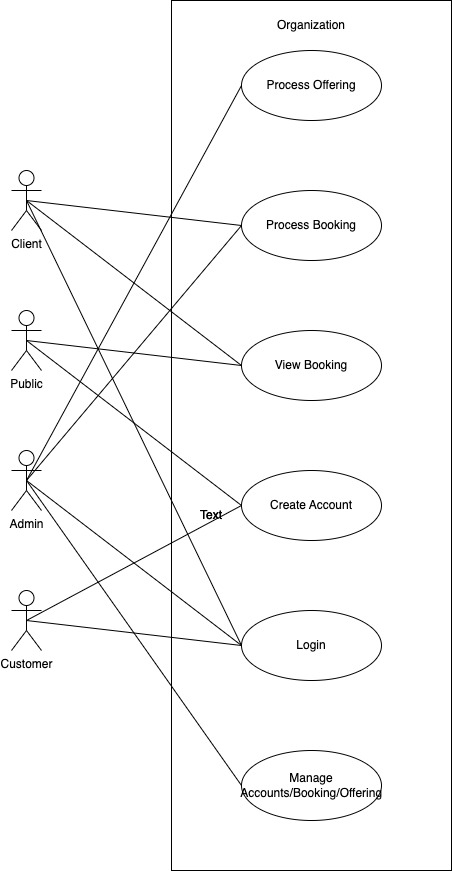 Organization
Process Offering
Process Booking
Client
View Booking
Public
Create Account
Text
Admin
Login
Customer
Manage
Accounts/Booking/Offering